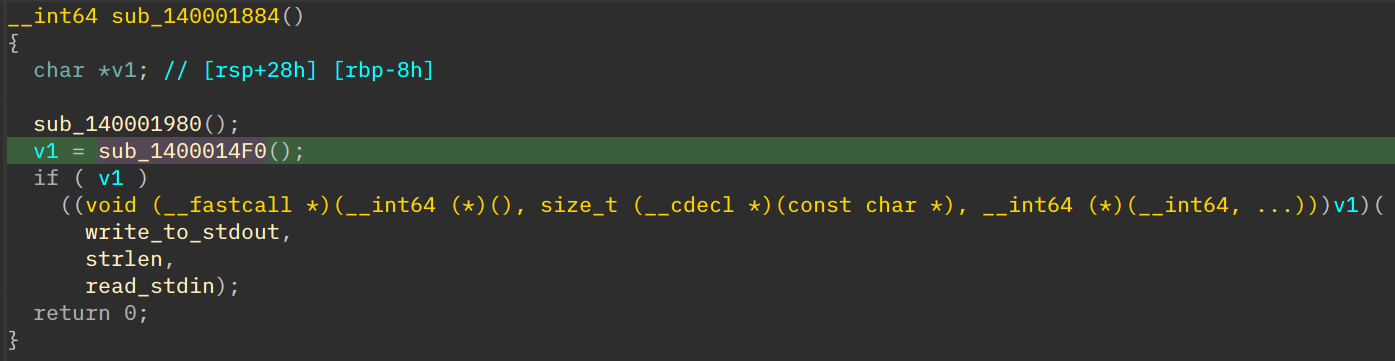 __int64 sub_140001884()
{
  char *v1; // [rsp+28h] [rbp-8h]

  sub_140001980();
  v1 = sub_1400014F0();
  if ( v1 )
    ((void (__fastcall *)(__int64 (*)(), size_t (__cdecl *)(const char *), __int64 (*)(__int64, ...)))v1)(
      write_to_stdout,
      strlen,
      read_stdin);
  return 0;
}